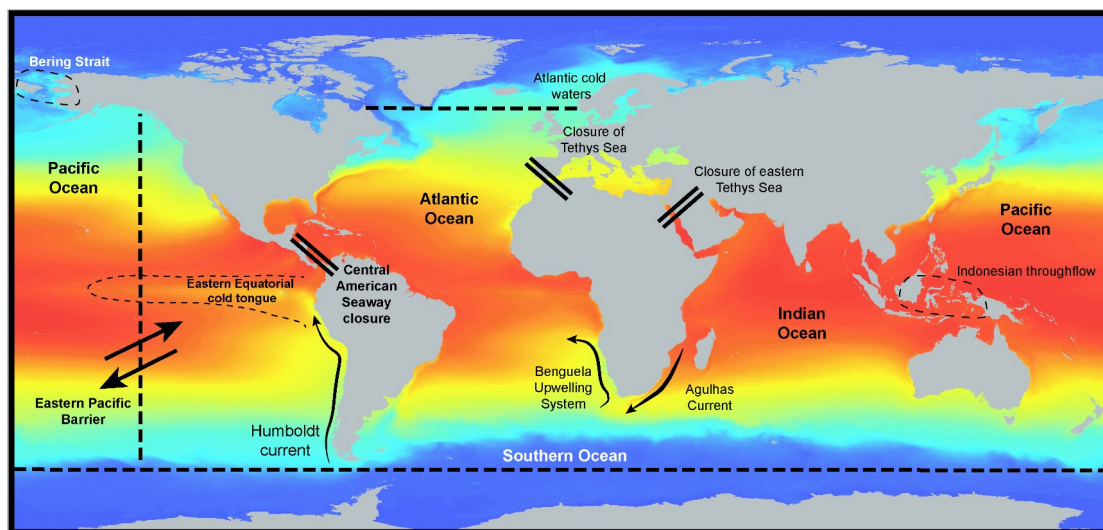 Bering Strait
Atlantic cold
waters
Closure of
Tethys Sea
Closure of eastern
Tethys Sea
Pacific
Ocean
Atlantic
Ocean
Pacific
Ocean
Eastern Equatorial
cold tongue
Central
American
Seaway
closure
Indonesian throughflow
Indian
Ocean
Eastern Pacific
Barrier
Humboldt
current
Benguela
Upwelling
System
Agulhas
Current
Southern Ocean